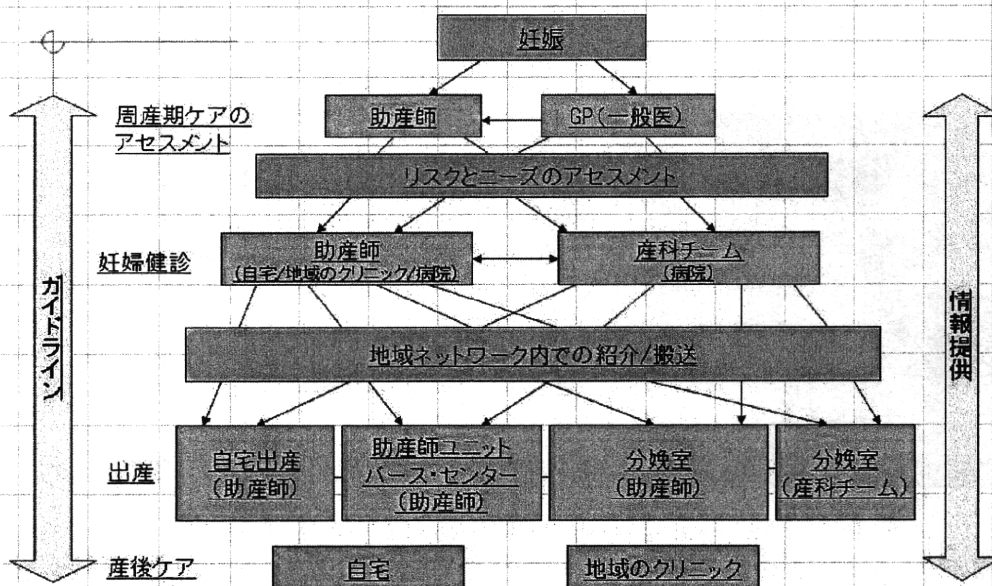 妊娠
周産期ケアの
アセスメント
助産師
GP(一般医)
リスクとニーズのアセスメント
妊婦健診
助産師
(自宅/地域のクリニック/病院)
産科チーム
(病院)
ガイドライン
情報提供
地域ネットワーク内での紹介/搬送
出産
自宅出産
(助産師)
助産師ユニット
バース・センター
(助産師)
分娩室
(助産師)
分娩室
(産科チーム)
産後ケア
自宅
地域のクリニック